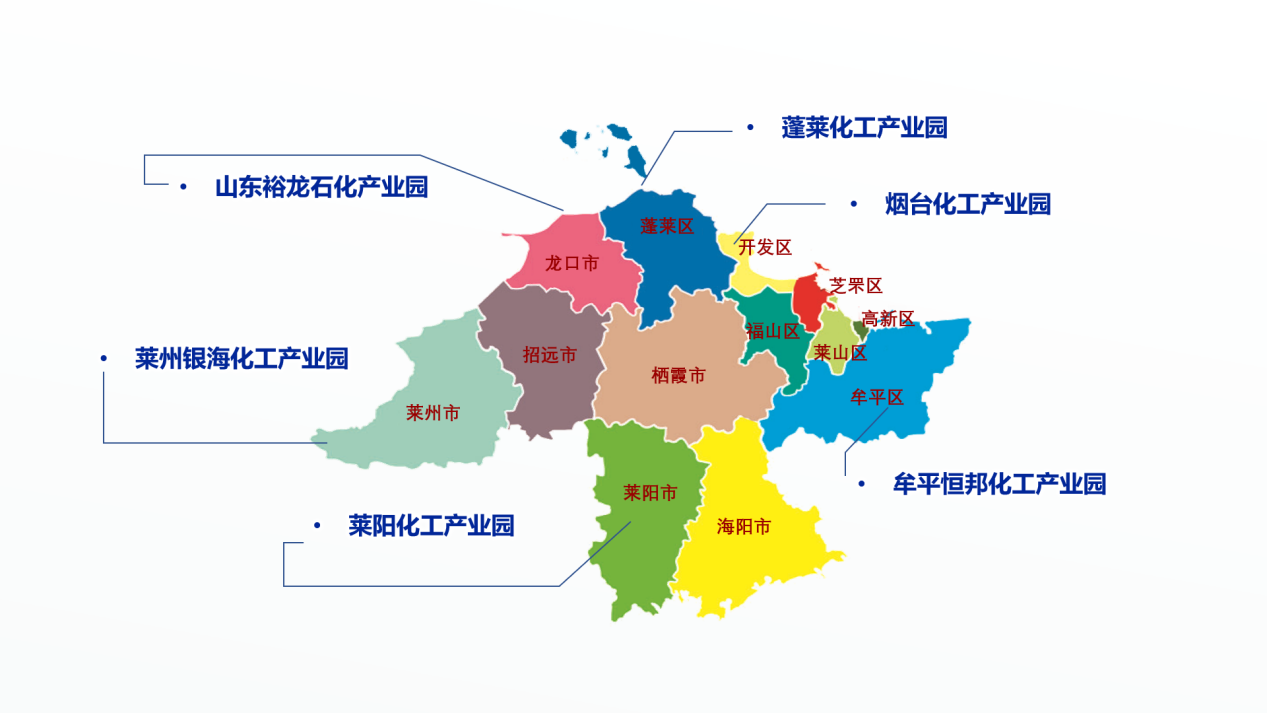 • 蓬莱化工产业园
• 山东裕龙石化产业园
• 烟台化工产业园
蓬莱区
开发区
龙口市
芝罘区
高新区
福山区
莱山区
招远市
• 莱州银海化工产业园
栖霞市
牟平区
莱州市
• 牟平恒邦化工产业园
莱阳市
• 莱阳化工产业园
海阳市